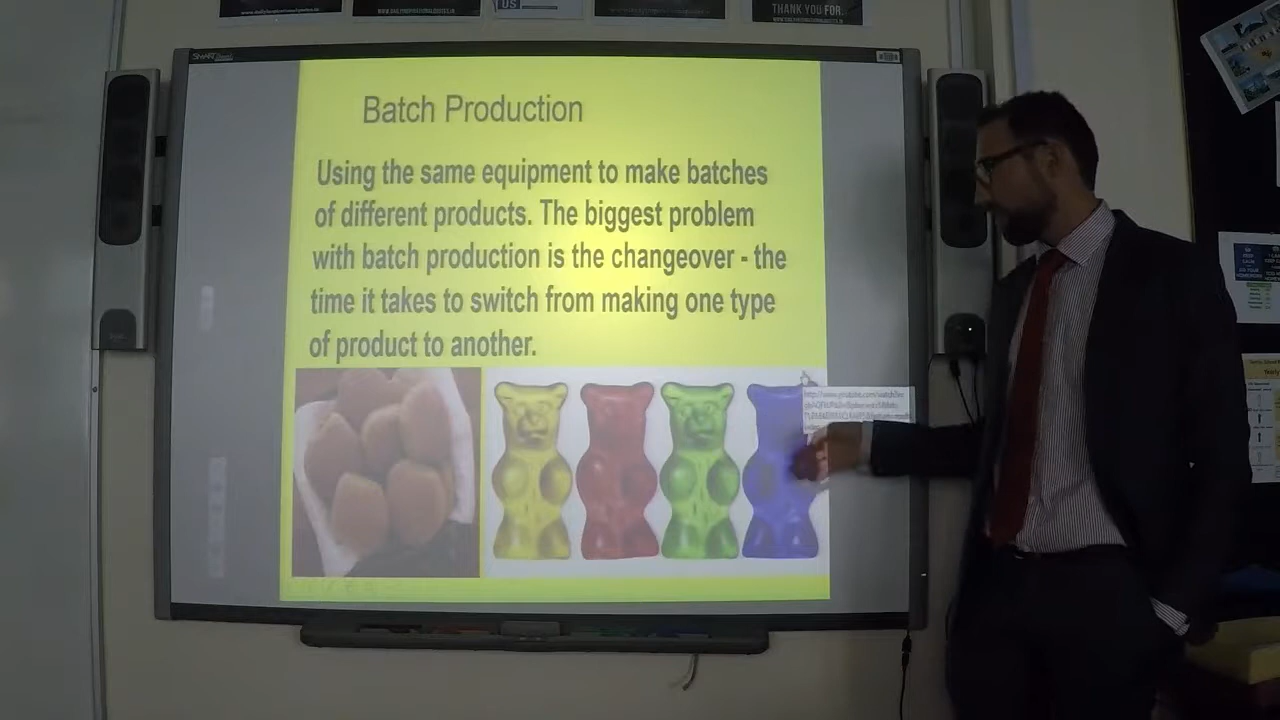 THANK YOU FOR.
US
SMART
Batch Production
Using the same equipment to make batches
of different products. The biggest problem
with batch production is the changeover - the
time it takes to switch from making one type
of product to another.